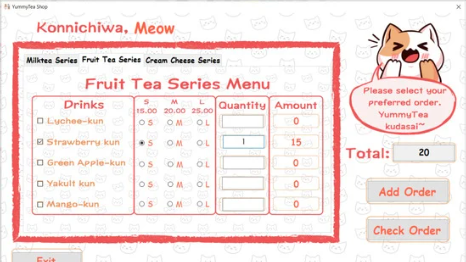 YummyTea Shop
Konnichiwa, Meow
Milktea Series Fruit Tea Series Cream Cheese Series
Fruit Tea Series Menu
Drinks S M L Quantity Amount
15.00 20.00 25.00
Lychee-kun S M L 0
Strawberry kun S M L 1 15
Green Apple-kun S M L 0
Yakult kun S M L 0
Mango-kun S M L 0
Please select your
preferred order.
YummyTea
kudasai~
Total: 20
Add Order
Check Order
Exit